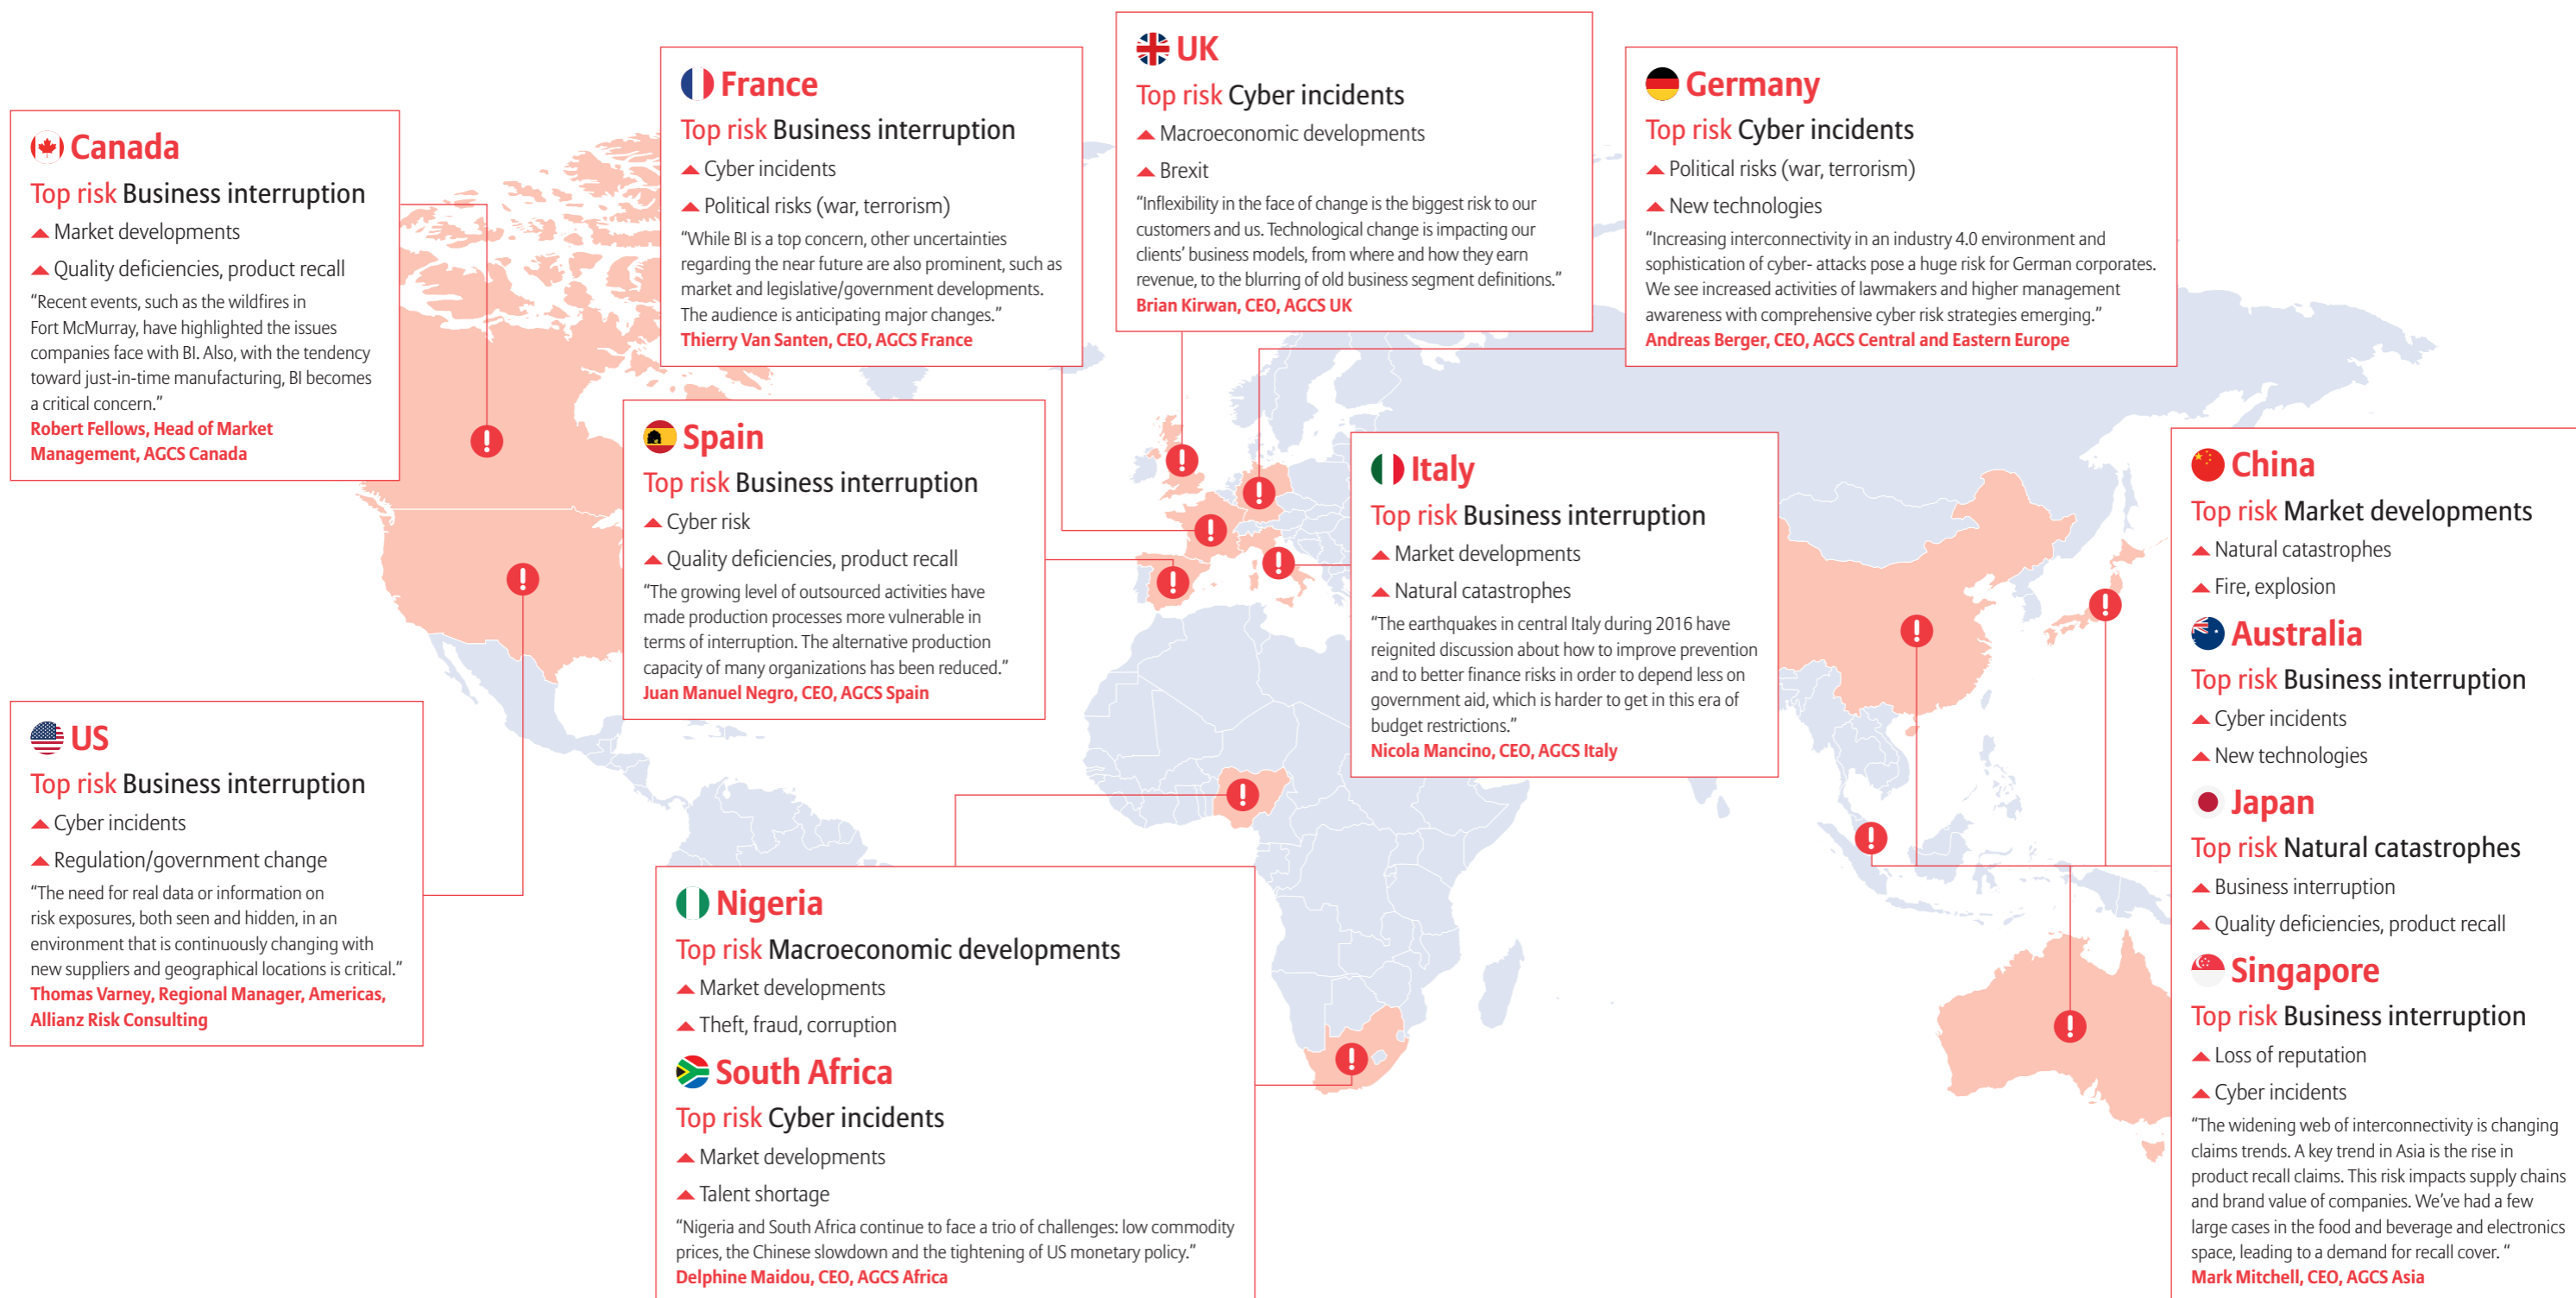 Canada
Top risk Business interruption
Market developments
Quality deficiencies, product recall
“Recent events, such as the wildfires in
Fort McMurray, have highlighted the issues
companies face with BI. Also, with the tendency
toward just-in-time manufacturing, BI becomes
a critical concern.”
Robert Fellows, Head of Market
Management, AGCS Canada
US
Top risk Business interruption
Cyber incidents
Regulation/government change
“The need for real data or information on
risk exposures, both seen and hidden, in an
environment that is continuously changing with
new suppliers and geographical locations is critical.”
Thomas Varney, Regional Manager, Americas,
Allianz Risk Consulting
France
Top risk Business interruption
Cyber incidents
Political risks (war, terrorism)
“While BI is a top concern, other uncertainties
regarding the near future are also prominent, such as
market and legislative/government developments.
The audience is anticipating major changes.”
Thierry Van Santen, CEO, AGCS France
Spain
Top risk Business interruption
Cyber risk
Quality deficiencies, product recall
“The growing level of outsourced activities have
made production processes more vulnerable in
terms of interruption. The alternative production
capacity of many organizations has been reduced.”
Juan Manuel Negro, CEO, AGCS Spain
Nigeria
Top risk Macroeconomic developments
Market developments
Theft, fraud, corruption
South Africa
Top risk Cyber incidents
Market developments
Talent shortage
“Nigeria and South Africa continue to face a trio of challenges: low commodity
prices, the Chinese slowdown and the tightening of US monetary policy.”
Delphine Maidou, CEO, AGCS Africa
UK
Top risk Cyber incidents
Macroeconomic developments
Brexit
“Inflexibility in the face of change is the biggest risk to our
customers and us. Technological change is impacting our
clients’ business models, from where and how they earn
revenue, to the blurring of old business segment definitions.”
Brian Kirwan, CEO, AGCS UK
Germany
Top risk Cyber incidents
Political risks (war, terrorism)
New technologies
“Increasing interconnectivity in an industry 4.0 environment and
sophistication of cyber- attacks pose a huge risk for German corporates.
We see increased activities of lawmakers and higher management
awareness with comprehensive cyber risk strategies emerging.”
Andreas Berger, CEO, AGCS Central and Eastern Europe
Italy
Top risk Business interruption
Market developments
Natural catastrophes
“The earthquakes in central Italy during 2016 have
reignited discussion about how to improve prevention
and to better finance risks in order to depend less on
government aid, which is harder to get in this era of
budget restrictions.”
Nicola Mancino, CEO, AGCS Italy
China
Top risk Market developments
Natural catastrophes
Fire, explosion
Australia
Top risk Business interruption
Cyber incidents
New technologies
Japan
Top risk Natural catastrophes
Business interruption
Quality deficiencies, product recall
Singapore
Top risk Business interruption
Loss of reputation
Cyber incidents
“The widening web of interconnectivity is changing
claims trends. A key trend in Asia is the rise in
product recall claims. This risk impacts supply chains
and brand value of companies. We’ve had a few
large cases in the food and beverage and electronics
space, leading to a demand for recall cover. “
Mark Mitchell, CEO, AGCS Asia